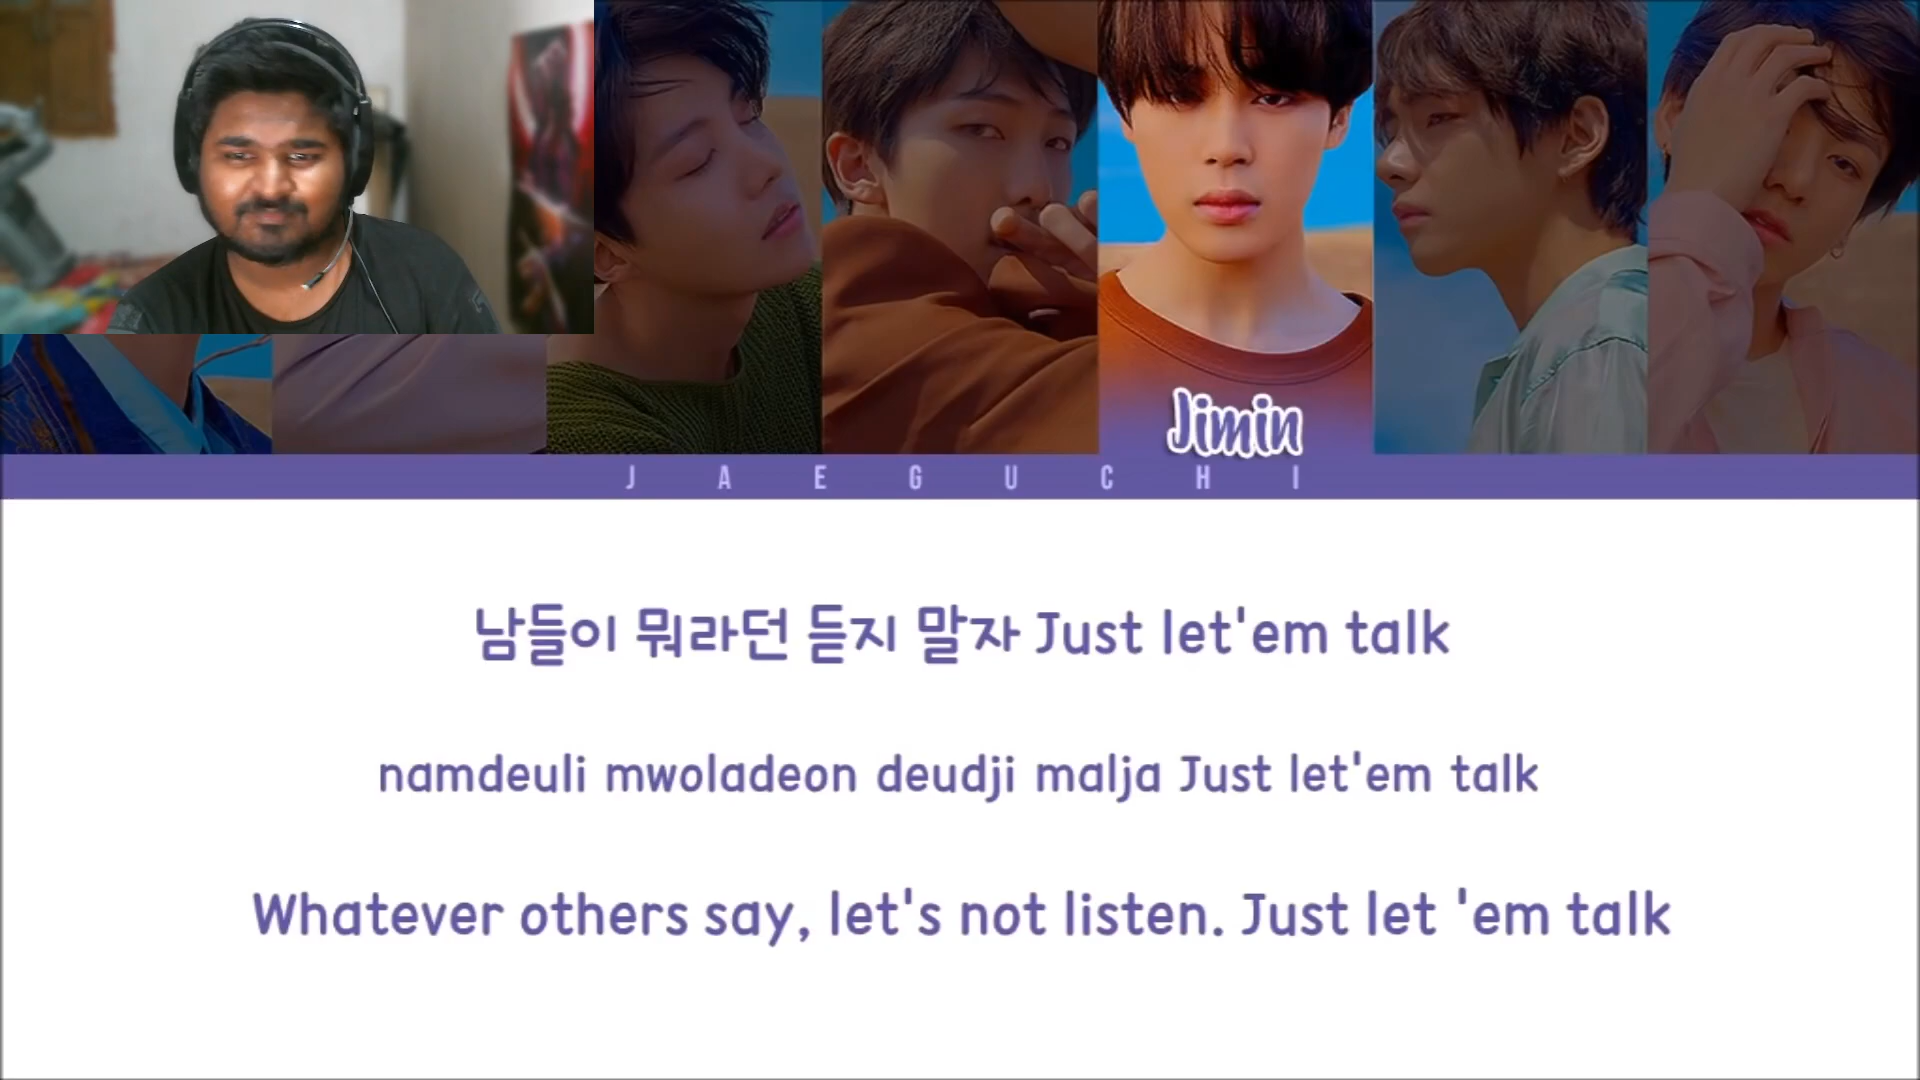 Jimin
JAEGUCHI
남들이 뭐라던 듣지 말자 Just let'em talk
namdeuli mwoladeon deudji malja Just let'em talk
Whatever others say, let's not listen. Just let 'em talk